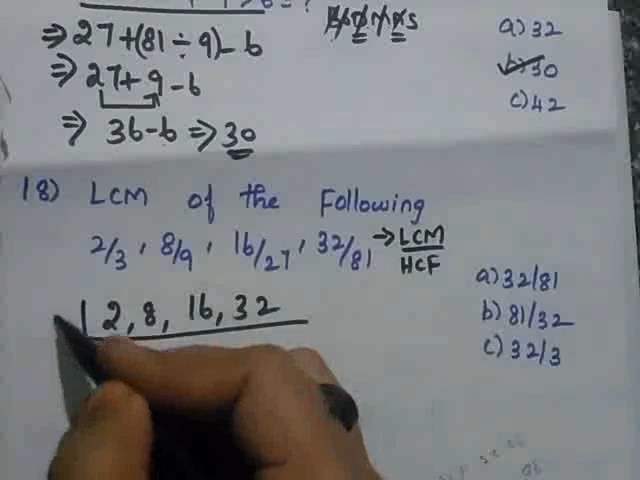 ⇒ 27+(81 ÷ 9) - 6
BODMAS
a) 32
⇒ 27+ 9 - 6
b) 30
c) 42
⇒ 36-6 ⇒ 30
18) LCM of the Following
2/3, 8/9, 16/27, 32/81 → LCM
HCF
a) 32/81
2, 8, 16, 32
b) 81/32
c) 32/3